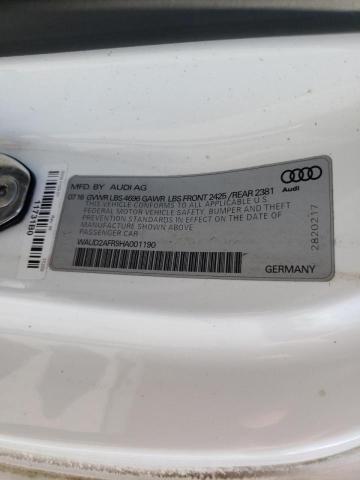 MFD. BY AUDI AG
07 16 GVWR LBS 4696 GAWR LBS FRONT 2425 /REAR 2381
THIS VEHICLE CONFORMS TO ALL APPLICABLE U.S.
FEDERAL MOTOR VEHICLE SAFETY, BUMPER AND THEFT
PREVENTION STANDARDS IN EFFECT ON THE DATE OF
MANUFACTURE SHOWN ABOVE.
PASSENGER CAR
WAUD2AFR9HA001190
Audi
2820217
GERMANY